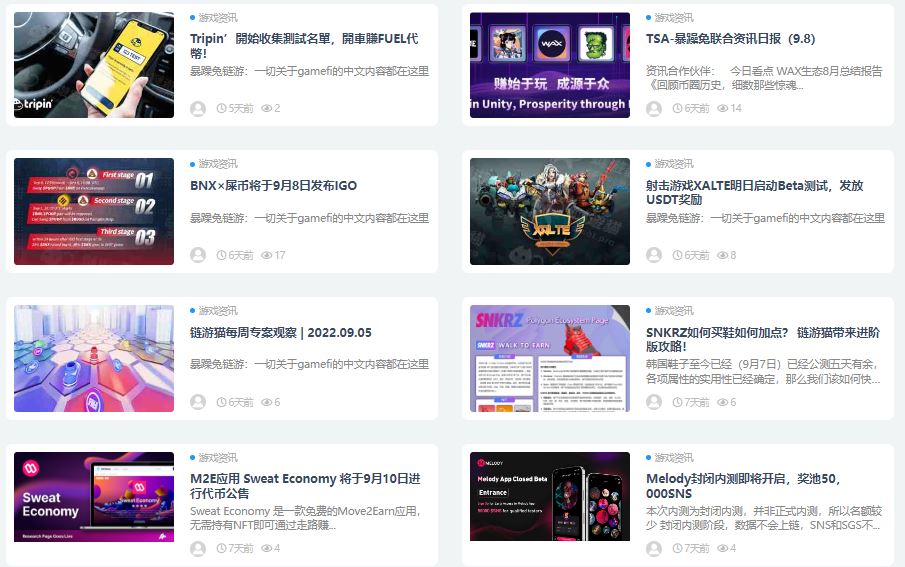 游戏资讯
Tripin’開始收集測試名單，開車賺FUEL代
幣！
暴躁兔链游：一切关于gamefi的中文内容都在这里
5天前 2
tripin
游戏资讯
TSA-暴躁兔联合资讯日报（9.8）
资讯合作伙伴： 今日看点 WAX生态8月总结报告
《回顾币圈历史，细数那些惊魂...
6天前 14
WAX
赚始于玩 成源于众
in Unity, Prosperity through
游戏资讯
BNX×屎币将于9月8日发布IGO
暴躁兔链游：一切关于gamefi的中文内容都在这里
6天前 17
First stage 01
Second stage 02
Third stage 03
游戏资讯
射击游戏XALTE明日启动Beta测试，发放
USDT奖励
暴躁兔链游：一切关于gamefi的中文内容都在这里
6天前 8
XALTE
游戏资讯
链游猫每周专案观察 | 2022.09.05
暴躁兔链游：一切关于gamefi的中文内容都在这里
6天前 6
游戏资讯
SNKRZ如何买鞋如何加点？ 链游猫带来进阶
版攻略！
韩国鞋子至今已经（9月7日）已经公测五天有余，
各项属性的实用性已经确定，那么我们该如何快...
7天前 6
SNKRZ Polygon Ecosystem Page
SNKRZ WALK TO EARN
游戏资讯
M2E应用 Sweat Economy 将于9月10日进
行代币公告
Sweat Economy 是一款免费的Move2Earn应用，
无需持有NFT即可通过走路赚...
7天前 4
Sweat
Economy
Research Page Goes Live
游戏资讯
Melody封闭内测即将开启，奖池50，
000SNS
本次内测为封闭内测，并非正式内测，所以名额较
少 封闭内测阶段，数据不会上链，SNS和SGS不...
7天前 4
MELODY
Melody App Closed Beta
Entrance
50000 $SNS for qualified testers